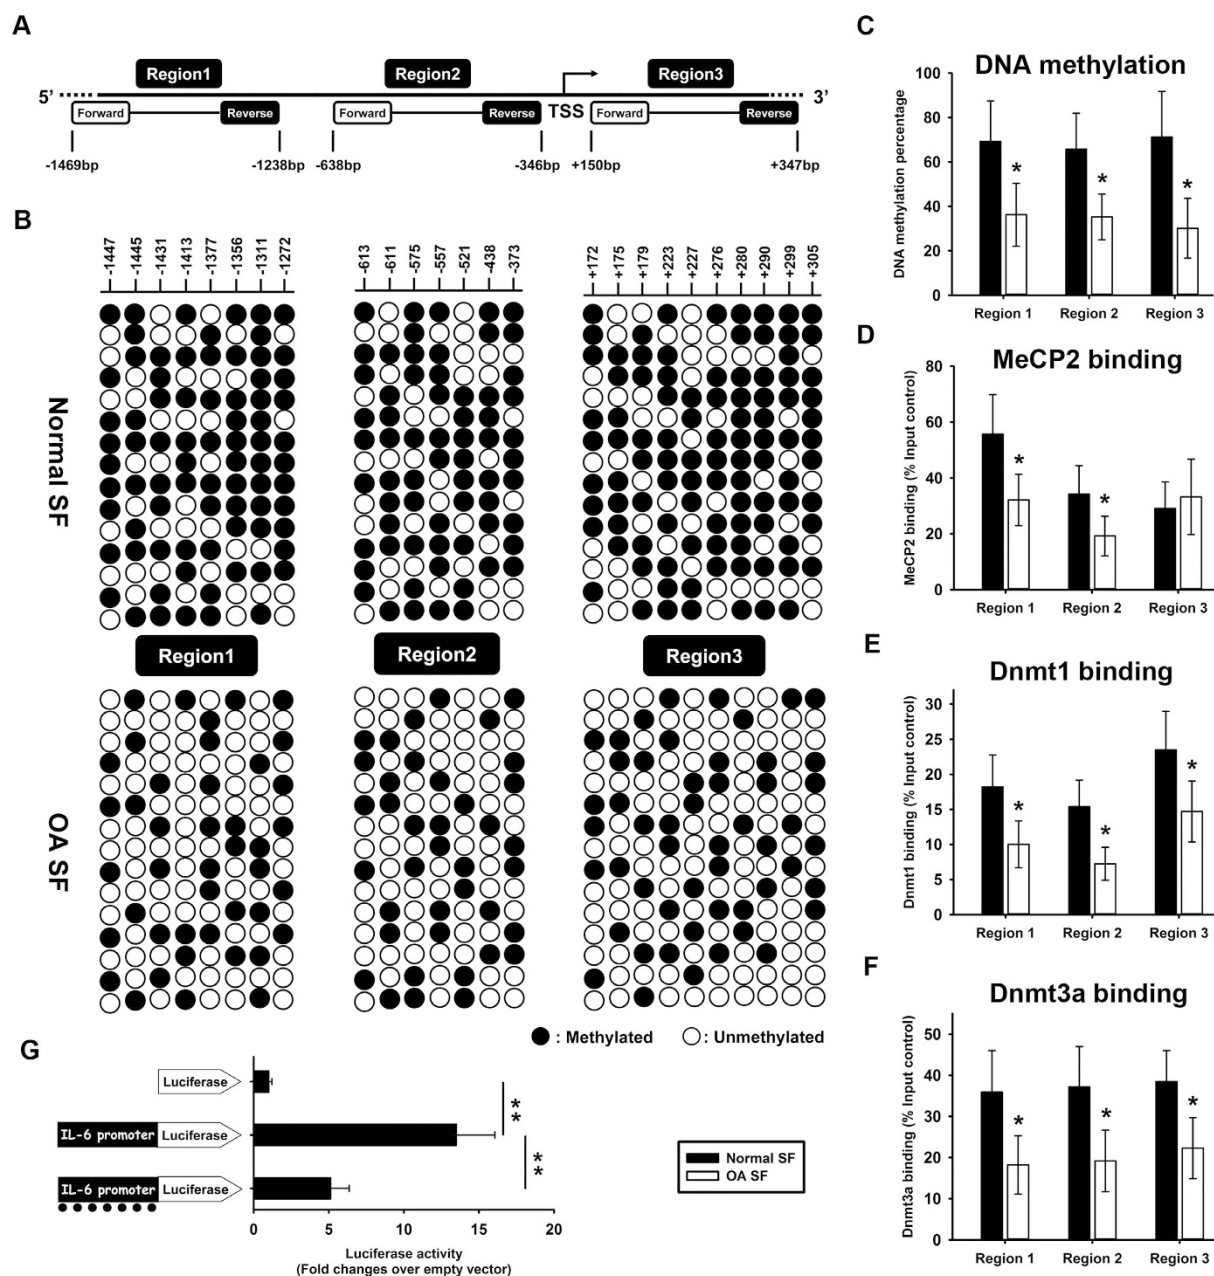 A
Region1
Region2
Region3
5’
3’
Forward
Reverse
Forward
Reverse
TSS
Forward
Reverse
-1469bp
-1238bp
-638bp
-346bp
+150bp
+347bp
B
-1447
-1445
-1431
-1413
-1377
-1356
-1311
-1272
-613
-611
-575
-557
-521
-438
-373
+172
+175
+179
+223
+227
+276
+280
+290
+299
+305
Normal SF
Region1
Region2
Region3
OA SF
: Methylated
: Unmethylated
C
DNA methylation
DNA methylation percentage
100
80
60
40
20
0
*
*
*
Region 1
Region 2
Region 3
D
MeCP2 binding
MeCP2 binding (% Input control)
80
60
40
20
0
*
*
Region 1
Region 2
Region 3
E
Dnmt1 binding
Dnmt1 binding (% Input control)
30
25
20
15
10
5
0
*
*
*
Region 1
Region 2
Region 3
F
Dnmt3a binding
Dnmt3a binding (% Input control)
50
40
30
20
10
0
*
*
*
Region 1
Region 2
Region 3
G
Luciferase
IL-6 promoter
Luciferase
IL-6 promoter
Luciferase
**
**
0
5
10
15
20
Luciferase activity
(Fold changes over empty vector)
Normal SF
OA SF